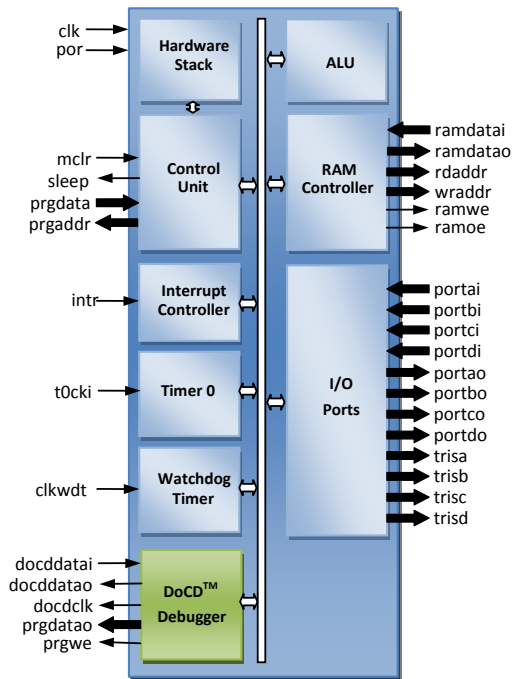 clk
por
Hardware
Stack
ALU
mclr
sleep
prgdata
prgaddr
Control
Unit
RAM
Controller
ramdatai
ramdatao
rdaddr
wraddr
ramwe
ramoe
intr
Interrupt
Controller
t0cki
Timer 0
clkwdt
Watchdog
Timer
I/O
Ports
portai
portbi
portci
portdi
portao
portbo
portco
portdo
trisa
trisb
trisc
trisd
docddatai
docddatao
docdclk
prgdatao
prgwe
DoCD™
Debugger